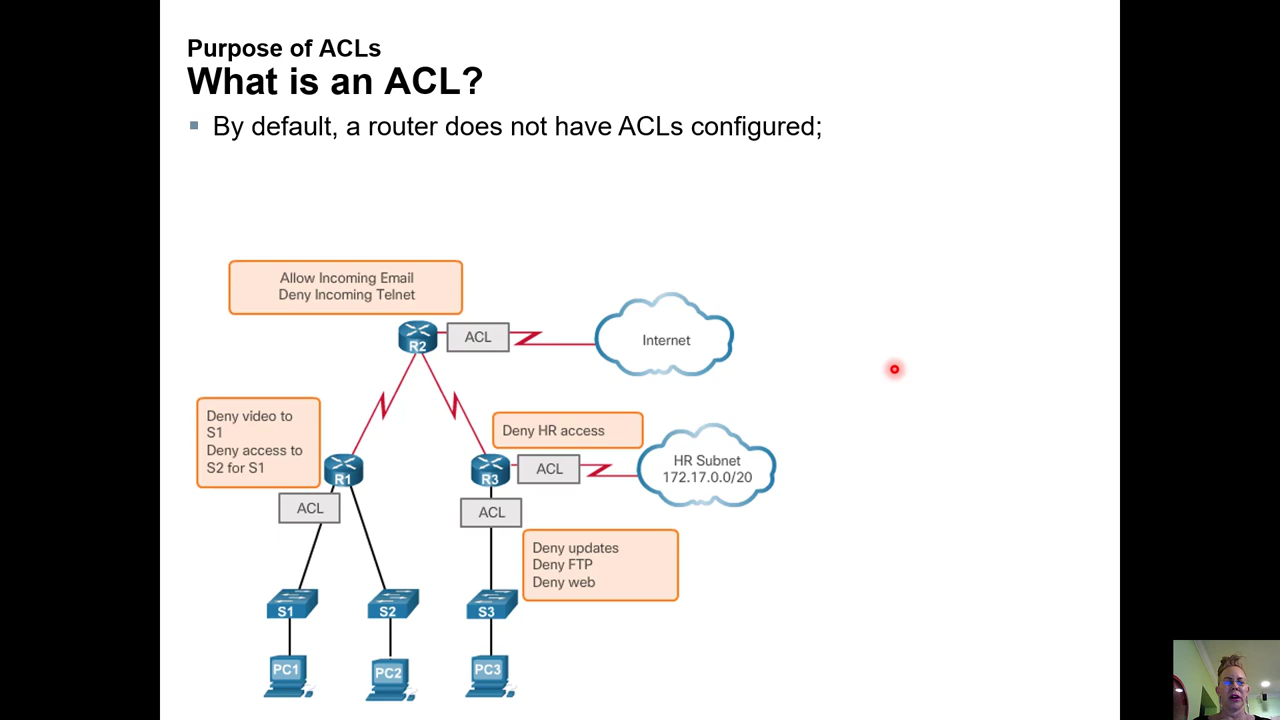 Purpose of ACLs
What is an ACL?
By default, a router does not have ACLs configured;
Allow Incoming Email
Deny Incoming Telnet
R2
ACL
Internet
Deny video to
S1
Deny access to
S2 for S1
Deny HR access
R1
R3
ACL
HR Subnet
172.17.0.0/20
ACL
ACL
Deny updates
Deny FTP
Deny web
S1
S2
S3
PC1
PC2
PC3